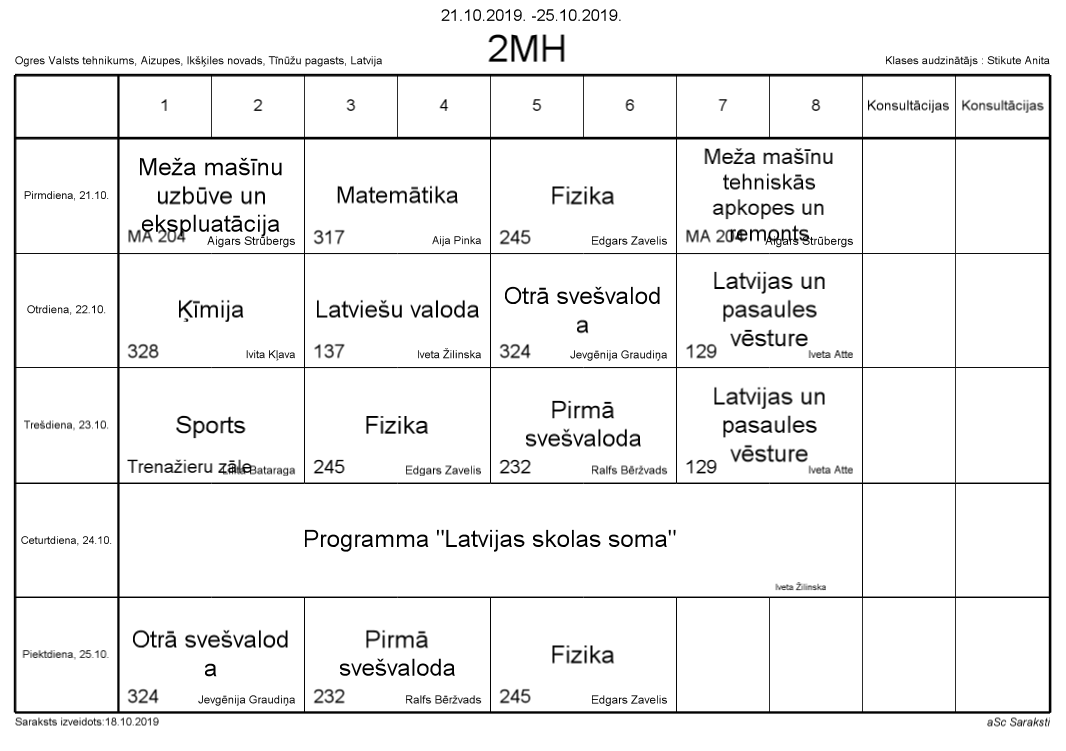 21.10.2019. -25.10.2019.
2MH
Ogres Valsts tehnikums, Aizupes, Ikšķiles novads, Tīnūžu pagasts, Latvija
Klases audzinātājs : Stikute Anita
1 2 3 4 5 6 7 8 Konsultācijas Konsultācijas
Pirmdiena, 21.10.
Meža mašīnu
uzbūve un
ekspluatācija
MA 204 Aigars Strūbergs
Matemātika
317 Aija Pinka
Fizika
245 Edgars Zavelis
Meža mašīnu
tehniskās
apkopes un
remonts
MA 204 Aigars Strūbergs
Otrdiena, 22.10.
Ķīmija
328 Ivita Kļava
Latviešu valoda
137 Iveta Žilinska
Otrā svešvalod
a
324 Jevgēnija Graudiņa
Latvijas un
pasaules
vēsture
129 Iveta Atte
Trešdiena, 23.10.
Sports
Trenažieru zāle Lilita Bataraga
Fizika
245 Edgars Zavelis
Pirmā
svešvaloda
232 Ralfs Bēržvads
Latvijas un
pasaules
vēsture
129 Iveta Atte
Ceturtdiena, 24.10.
Programma "Latvijas skolas soma"
Iveta Žilinska
Piektdiena, 25.10.
Otrā svešvalod
a
324 Jevgēnija Graudiņa
Pirmā
svešvaloda
232 Ralfs Bēržvads
Fizika
245 Edgars Zavelis
Saraksts izveidots:18.10.2019
aSc Saraksti